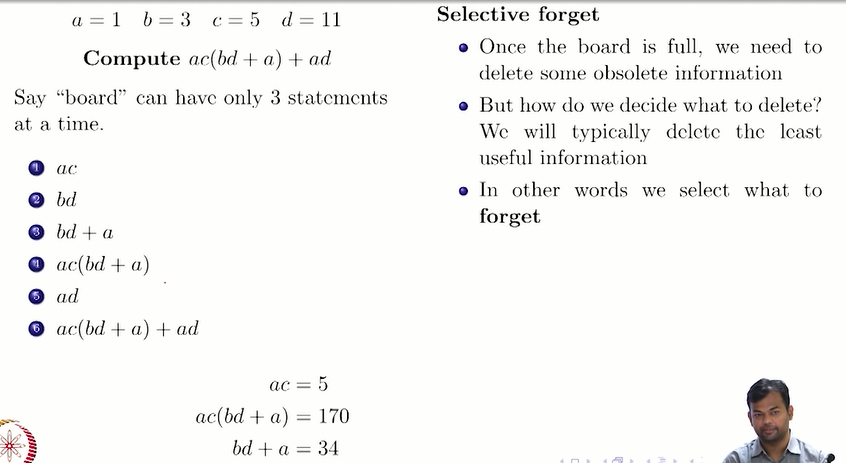 a = 1 b = 3 c = 5 d = 11
Compute ac(bd + a) + ad
Say “board” can have only 3 statements
at a time.
1 ac
2 bd
3 bd + a
4 ac(bd + a)
5 ad
6 ac(bd + a) + ad
ac = 5
ac(bd + a) = 170
bd + a = 34
Selective forget
Once the board is full, we need to
delete some obsolete information
But how do we decide what to delete?
We will typically delete the least
useful information
In other words we select what to
forget